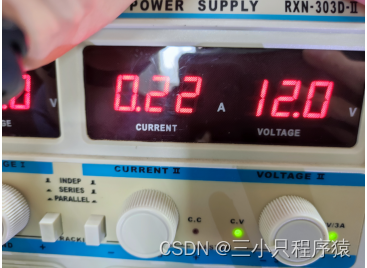 POWER SUPPLY RXN-303D-II
.0 V
0.22 A 12.0 V
CURRENT VOLTAGE
CURRENT II VOLTAGE II
INDEP
SERIES
PARALLEL
C.C C.V
CSDN @三小只程序猿